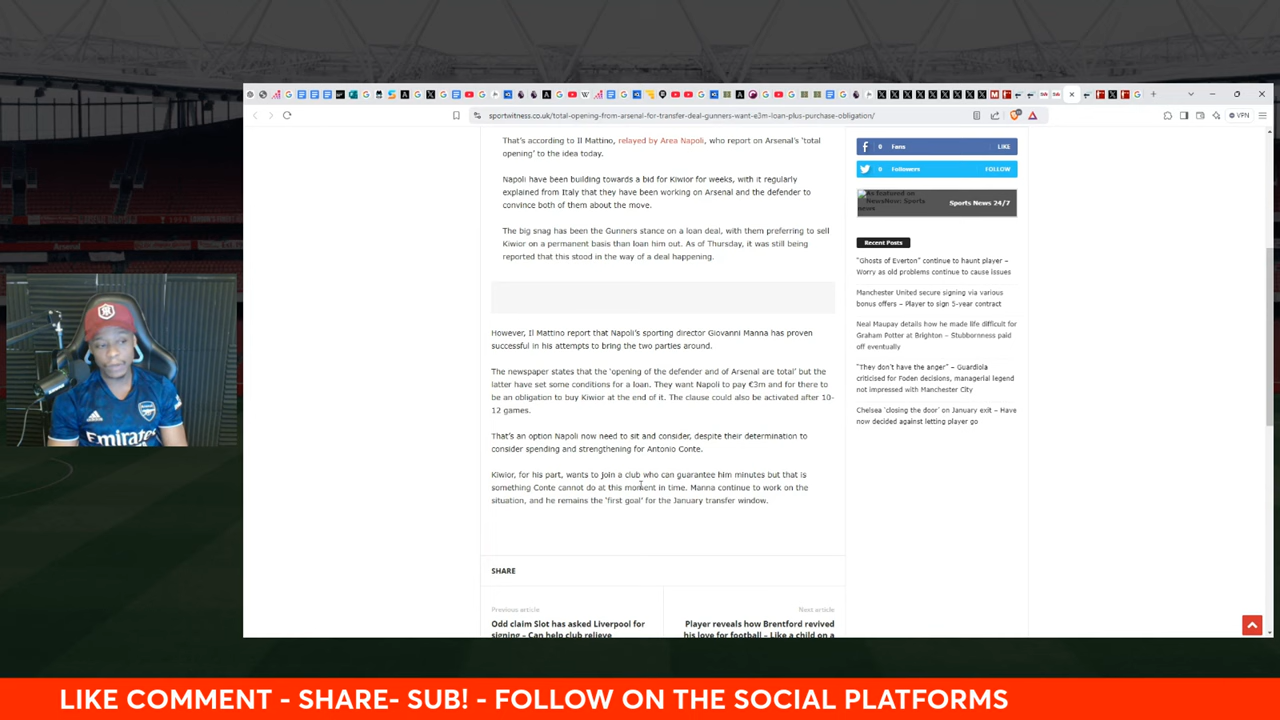 sportwitness.co.uk/total-opening-from-arsenal-for-transfer-deal-gunners-want-e3m-loan-plus-purchase-obligation/
VPN
That's according to Il Mattino, relayed by Area Napoli, who report on Arsenal's 'total
opening' to the idea today.
Napoli have been building towards a bid for Kiwior for weeks, with it regularly
explained from Italy that they have been working on Arsenal and the defender to
convince both of them about the move.
The big snag has been the Gunners stance on a loan deal, with them preferring to sell
Kiwior on a permanent basis than loan him out. As of Thursday, it was still being
reported that this stood in the way of a deal happening.
However, Il Mattino report that Napoli's sporting director Giovanni Manna has proven
successful in his attempts to bring the two parties around.
The newspaper states that the 'opening of the defender and of Arsenal are total' but the
latter have set some conditions for a loan. They want Napoli to pay €3m and for there to
be an obligation to buy Kiwior at the end of it. The clause could also be activated after 10-
12 games.
That's an option Napoli now need to sit and consider, despite their determination to
consider spending and strengthening for Antonio Conte.
Kiwior, for his part, wants to join a club who can guarantee him minutes but that is
something Conte cannot do at this moment in time. Manna continue to work on the
situation, and he remains the 'first goal' for the January transfer window.
SHARE
Previous article
Odd claim Slot has asked Liverpool for
signing – Can help club relieve
Next article
Player reveals how Brentford revived
his love for football – Like a child on a
0 Fans LIKE
0 Followers FOLLOW
As featured on
NewsNow: Sports
news
Sports News 24/7
Recent Posts
"Ghosts of Everton" continue to haunt player –
Worry as old problems continue to cause issues
Manchester United secure signing via various
bonus offers – Player to sign 5-year contract
Neal Maupay details how he made life difficult for
Graham Potter at Brighton – Stubbornness paid
off eventually
"They don't have the anger" – Guardiola
criticised for Foden decisions, managerial legend
not impressed with Manchester City
Chelsea 'closing the door' on January exit – Have
now decided against letting player go
Emirates
LIKE COMMENT - SHARE- SUB! - FOLLOW ON THE SOCIAL PLATFORMS